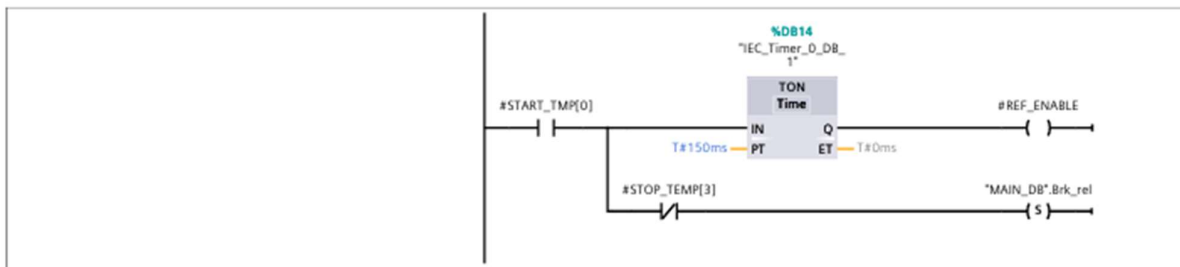 %DB14
"IEC_Timer_0_DB_
1"
TON
Time
#START_TMP[0]
#REF_ENABLE
IN
Q
T#150ms
PT
ET
T#0ms
#STOP_TEMP[3]
"MAIN_DB".Brk_rel
S